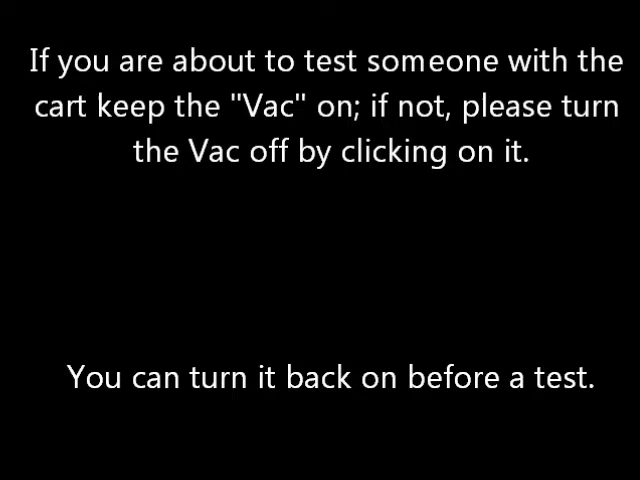 If you are about to test someone with the
cart keep the "Vac" on; if not, please turn
the Vac off by clicking on it.
You can turn it back on before a test.